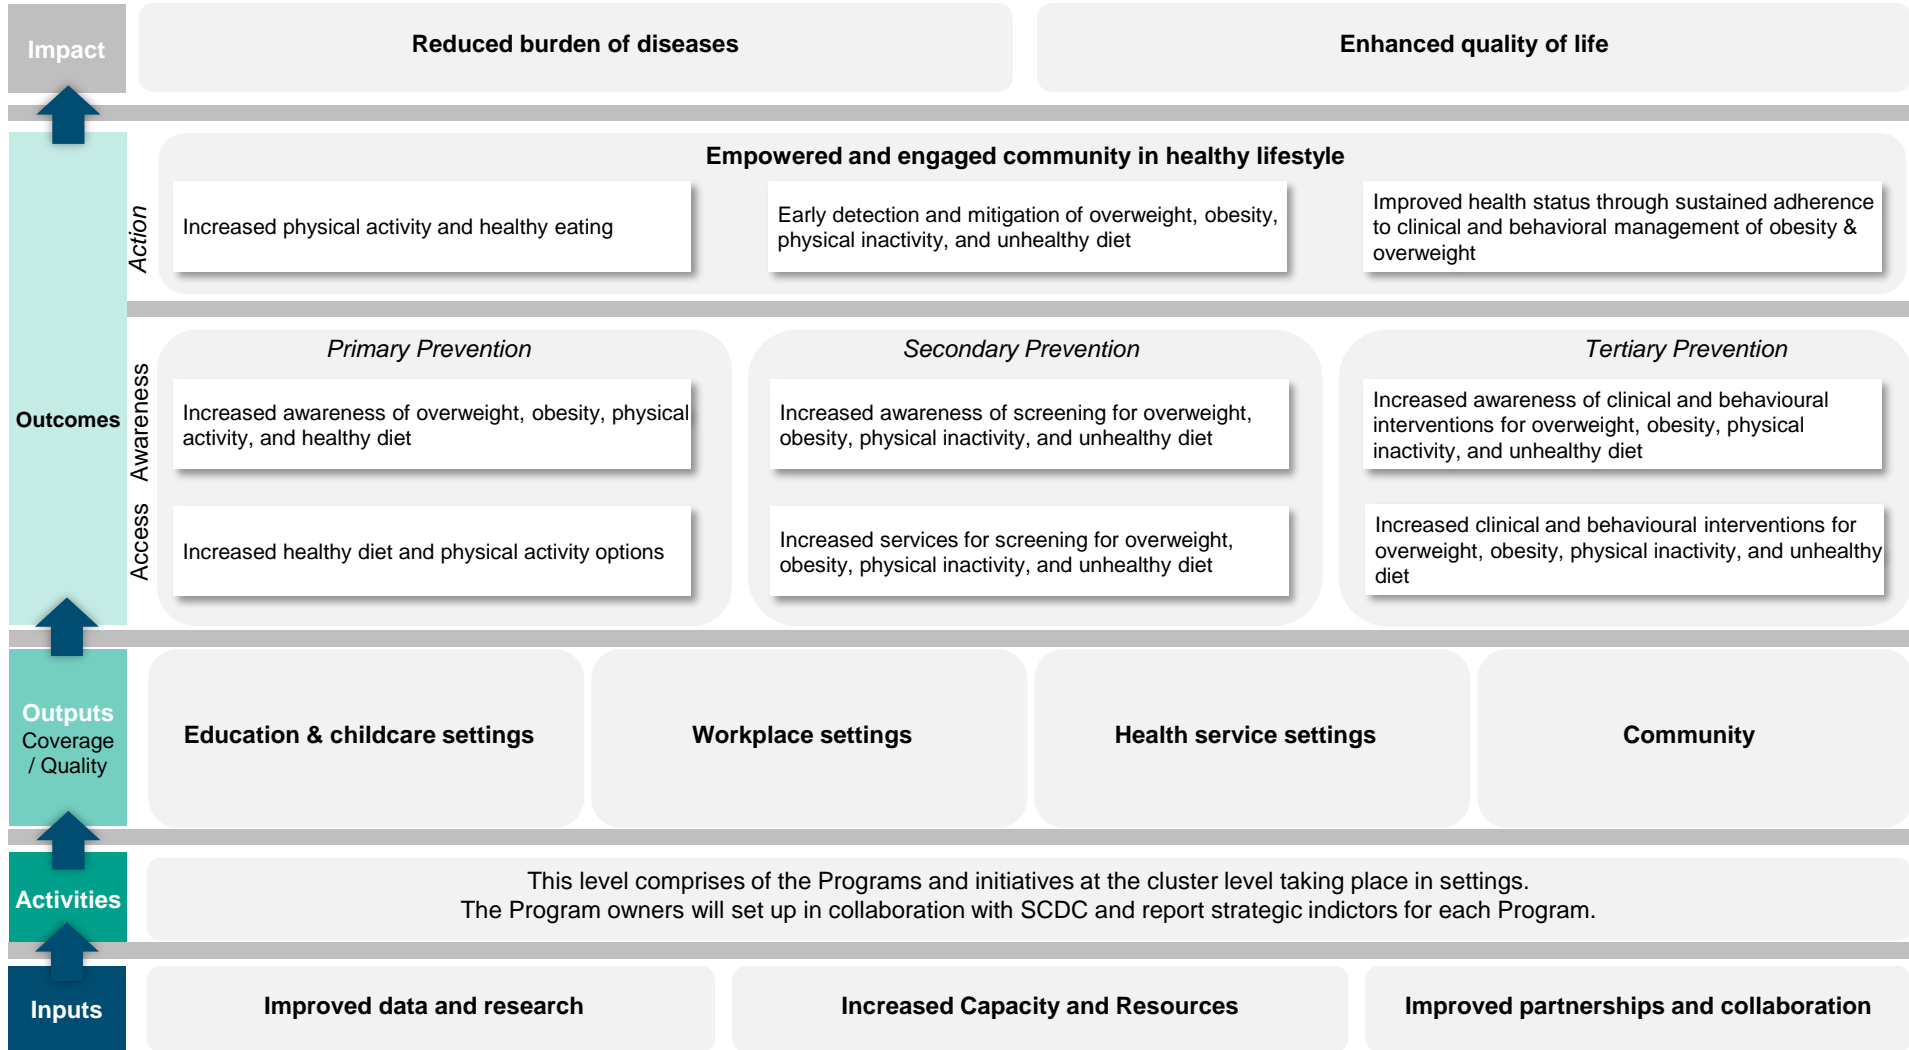 Impact
Reduced burden of diseases
Enhanced quality of life
Outcomes
Action
Empowered and engaged community in healthy lifestyle
Increased physical activity and healthy eating
Early detection and mitigation of overweight, obesity,
physical inactivity, and unhealthy diet
Improved health status through sustained adherence
to clinical and behavioral management of obesity &
overweight
Primary Prevention
Secondary Prevention
Tertiary Prevention
Awareness
Increased awareness of overweight, obesity, physical
activity, and healthy diet
Increased awareness of screening for overweight,
obesity, physical inactivity, and unhealthy diet
Increased awareness of clinical and behavioural
interventions for overweight, obesity, physical
inactivity, and unhealthy diet
Access
Increased healthy diet and physical activity options
Increased services for screening for overweight,
obesity, physical inactivity, and unhealthy diet
Increased clinical and behavioural interventions for
overweight, obesity, physical inactivity, and unhealthy
diet
Outputs
Coverage
/ Quality
Education & childcare settings
Workplace settings
Health service settings
Community
Activities
This level comprises of the Programs and initiatives at the cluster level taking place in settings.
The Program owners will set up in collaboration with SCDC and report strategic indictors for each Program.
Inputs
Improved data and research
Increased Capacity and Resources
Improved partnerships and collaboration